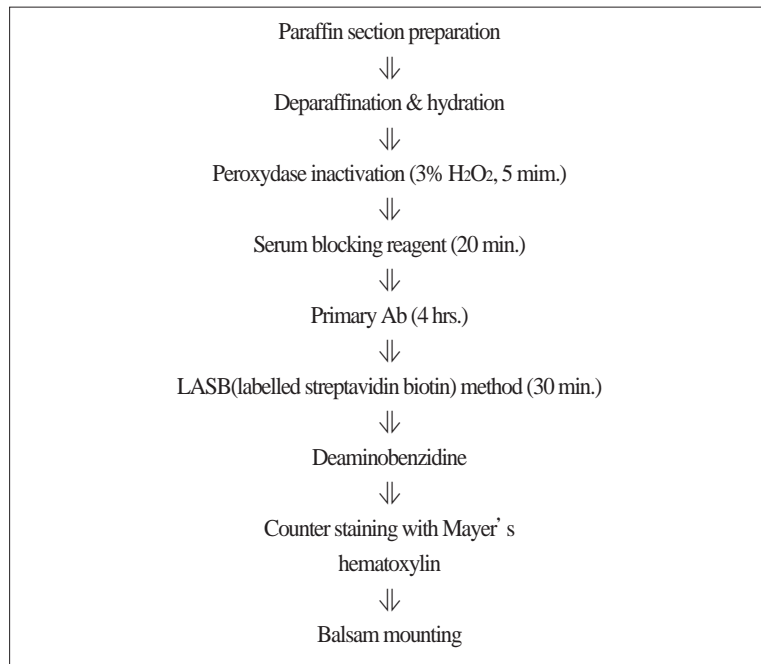 Paraffin section preparation
⇓
Deparaffination & hydration
⇓
Peroxydase inactivation (3% H2O2, 5 mim.)
⇓
Serum blocking reagent (20 min.)
⇓
Primary Ab (4 hrs.)
⇓
LASB(labelled streptavidin biotin) method (30 min.)
⇓
Deaminobenzidine
⇓
Counter staining with Mayer’ s
hematoxylin
⇓
Balsam mounting